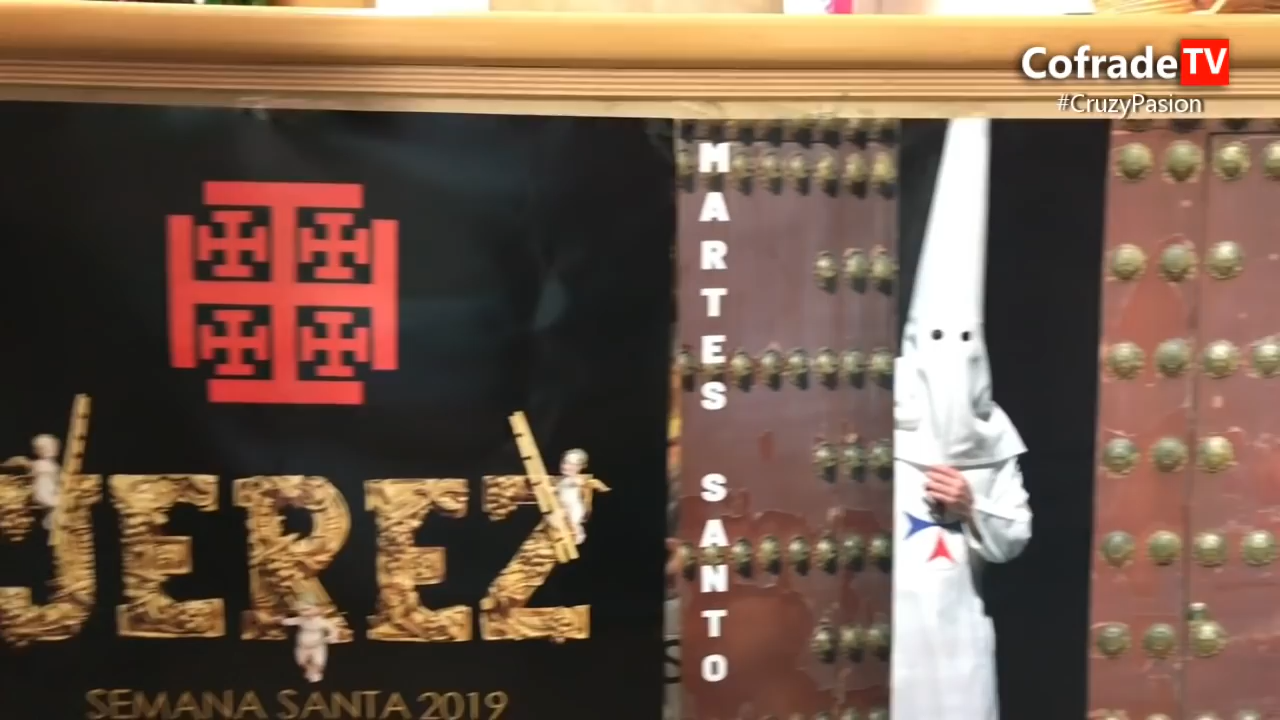 CofradeTV
#CruzyPasion
JEREZ
SEMANA SANTA 2019
MARTES SANTO